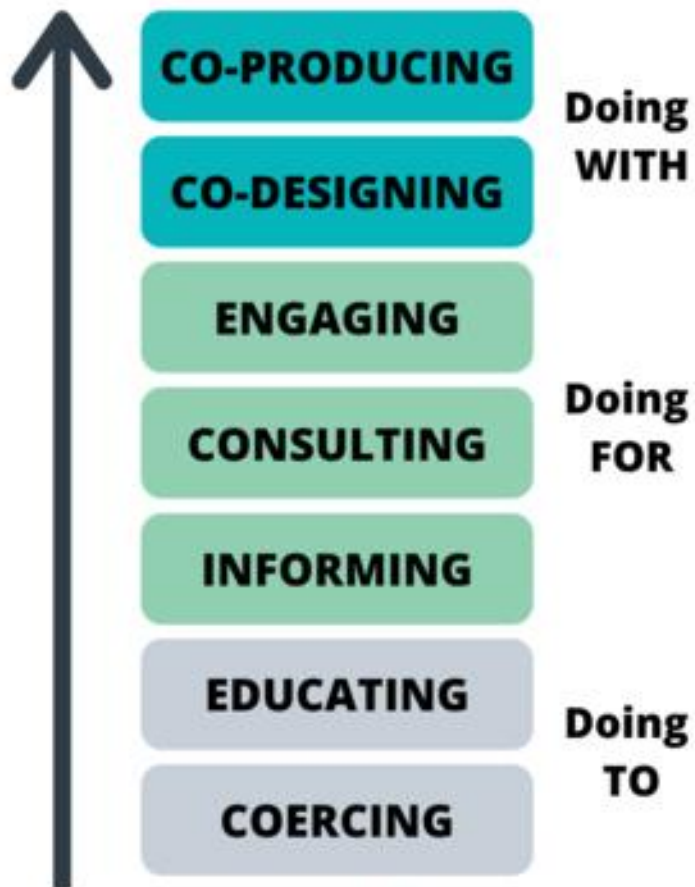 CO-PRODUCING
CO-DESIGNING
Doing
WITH
ENGAGING
CONSULTING
INFORMING
Doing
FOR
EDUCATING
COERCING
Doing
TO